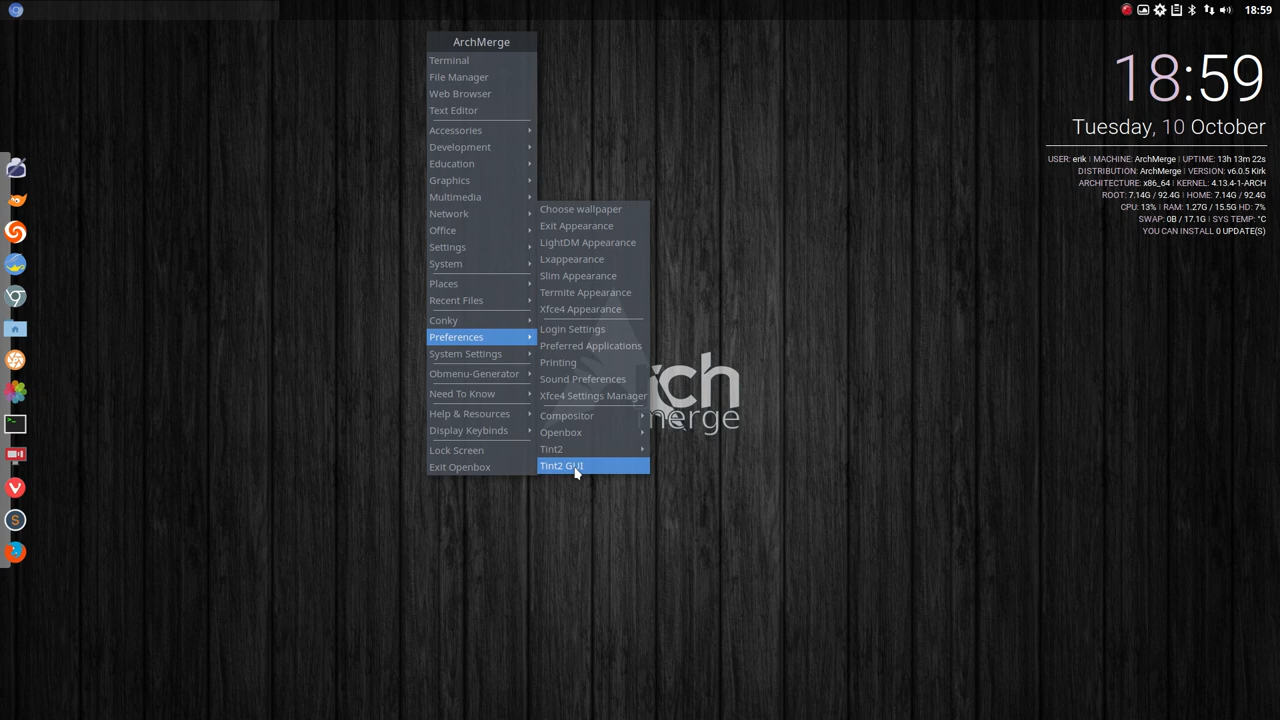 18:59
ArchMerge
Terminal
File Manager
Web Browser
Text Editor
Accessories
Development
Education
Graphics
Multimedia
Network
Office
Settings
System
Places
Recent Files
Conky
Preferences
System Settings
Obmenu-Generator
Need To Know
Help & Resources
Display Keybinds
Lock Screen
Exit Openbox
Choose wallpaper
Exit Appearance
LightDM Appearance
Lxappearance
Slim Appearance
Termite Appearance
Xfce4 Appearance
Login Settings
Preferred Applications
Printing
Sound Preferences
Xfce4 Settings Manager
Compositor
Openbox
Tint2
Tint2 GUI
rch
merge
18:59
Tuesday, 10 October
USER: erik | MACHINE: ArchMerge | UPTIME: 13h 13m 22s
DISTRIBUTION: ArchMerge | VERSION: v6.0.5 Kirk
ARCHITECTURE: x86_64 | KERNEL: 4.13.4-1-ARCH
ROOT: 7.14G / 92.4G | HOME: 7.14G / 92.4G
CPU: 13% | RAM: 1.27G / 15.5G HD: 7%
SWAP: 0B / 17.1G | SYS TEMP: °C
YOU CAN INSTALL 0 UPDATE(S)